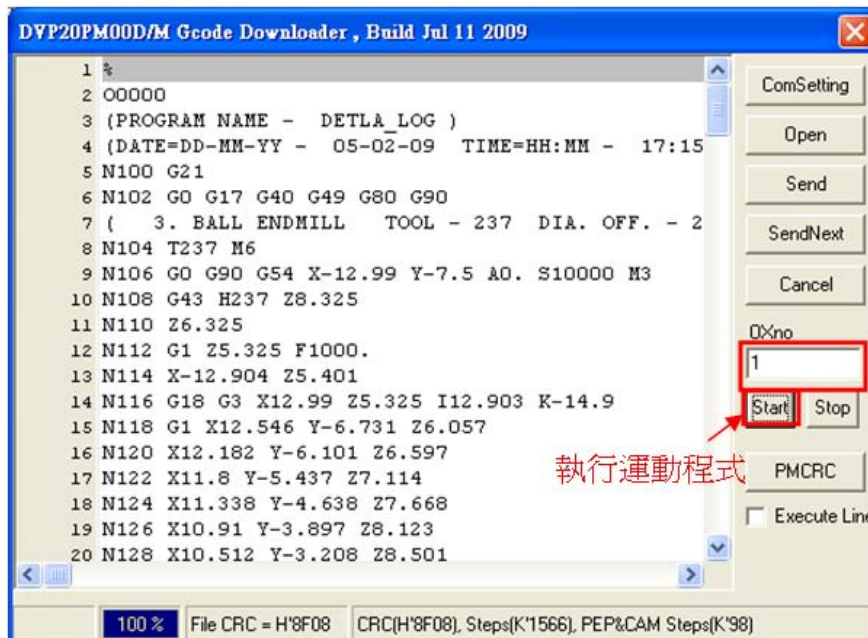 DVP20PM00D/M Gcode Downloader , Build Jul 11 2009
1 %
2 O0000
3 (PROGRAM NAME - DETLA_LOG )
4 (DATE=DD-MM-YY - 05-02-09 TIME=HH:MM - 17:15
5 N100 G21
6 N102 G0 G17 G40 G49 G80 G90
7 ( 3. BALL ENDMILL TOOL - 237 DIA. OFF. - 2
8 N104 T237 M6
9 N106 G0 G90 G54 X-12.99 Y-7.5 A0. S10000 M3
10 N108 G43 H237 Z8.325
11 N110 Z6.325
12 N112 G1 Z5.325 F1000.
13 N114 X-12.904 Z5.401
14 N116 G18 G3 X12.99 Z5.325 I12.903 K-14.9
15 N118 G1 X12.546 Y-6.731 Z6.057
16 N120 X12.182 Y-6.101 Z6.597
17 N122 X11.8 Y-5.437 Z7.114
18 N124 X11.338 Y-4.638 Z7.668
19 N126 X10.91 Y-3.897 Z8.123
20 N128 X10.512 Y-3.208 Z8.501
ComSetting
Open
Send
SendNext
Cancel
OXno
1
Start Stop
執行運動程式
PMCRC
Execute Line
100 % File CRC = H'8F08 CRC(H'8F08), Steps(K'1566), PEP&CAM Steps(K'98)